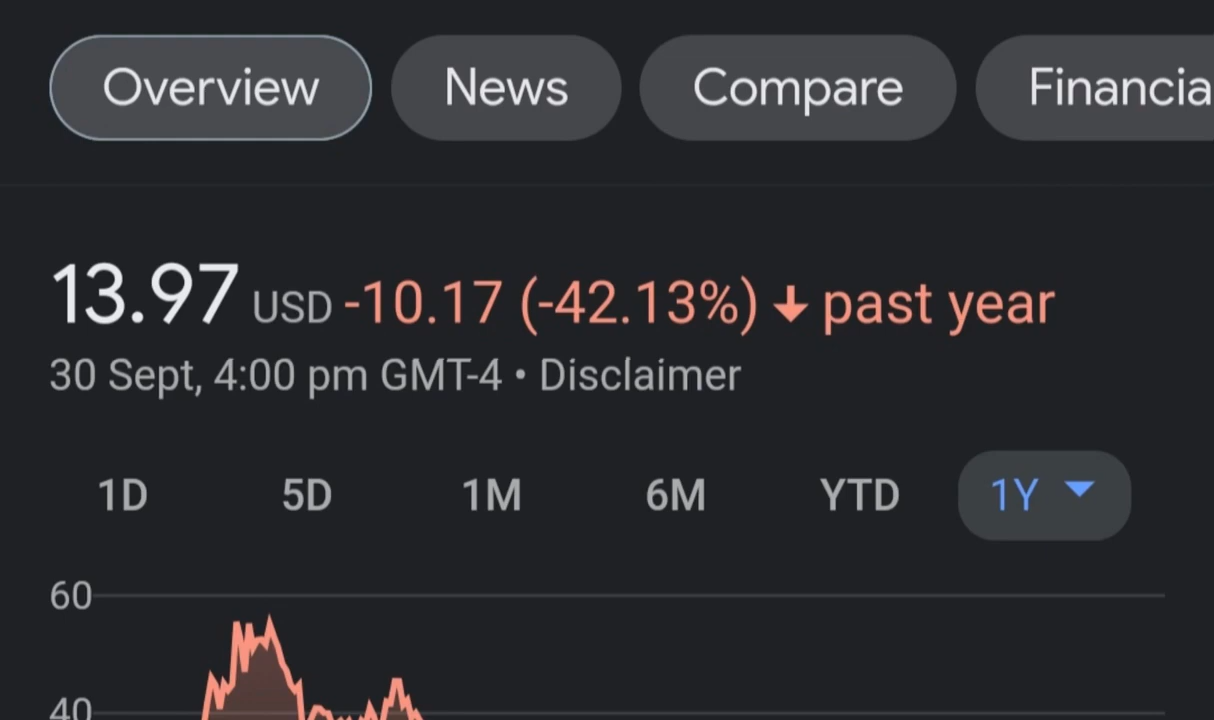 Overview News Compare Financia
13.97 USD -10.17 (-42.13%) ↓ past year
30 Sept, 4:00 pm GMT-4 • Disclaimer
1D 5D 1M 6M YTD 1Y
60
40